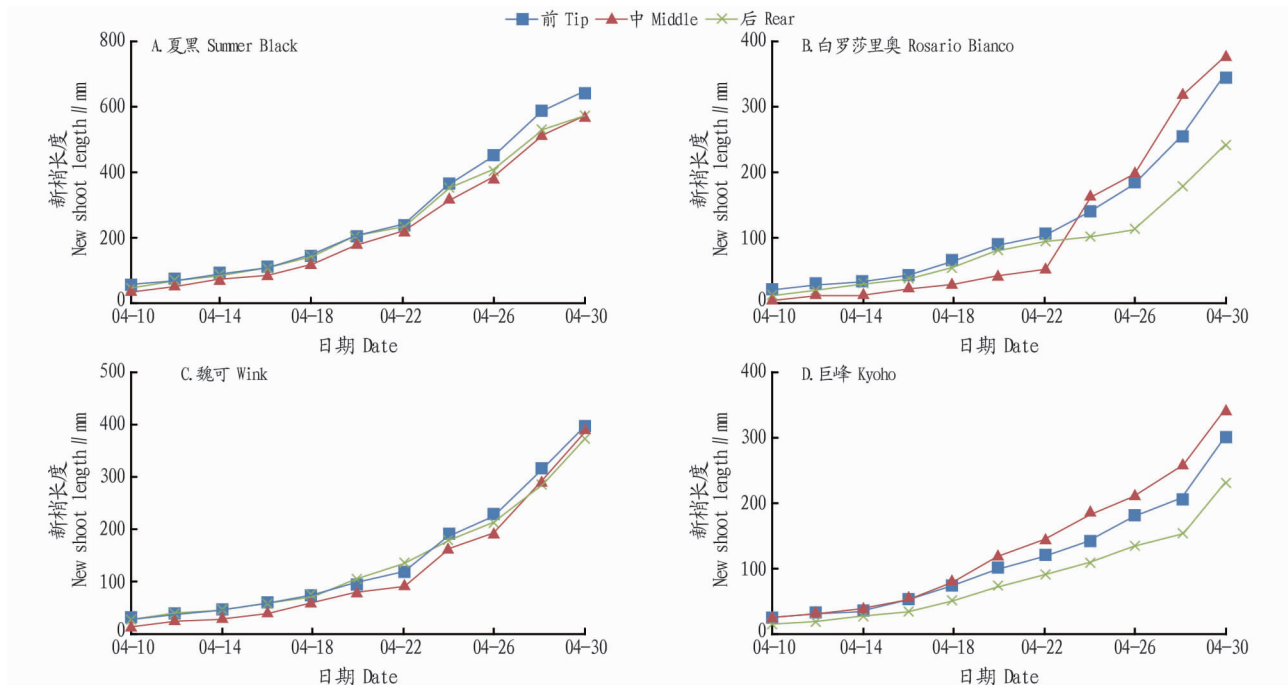 前 Tip 中 Middle 后 Rear
A.夏黑 Summer Black
800
600
400
200
0
新梢长度
New shoot length∥mm
04-10 04-14 04-18 04-22 04-26 04-30
日期 Date
B.白罗莎里奥 Rosario Bianco
400
300
200
100
0
新梢长度
New shoot length∥mm
04-10 04-14 04-18 04-22 04-26 04-30
日期 Date
C.魏可 Wink
500
400
300
200
100
0
新梢长度
New shoot length∥mm
04-10 04-14 04-18 04-22 04-26 04-30
日期 Date
D.巨峰 Kyoho
400
300
200
100
0
新梢长度
New shoot length∥mm
04-10 04-14 04-18 04-22 04-26 04-30
日期 Date